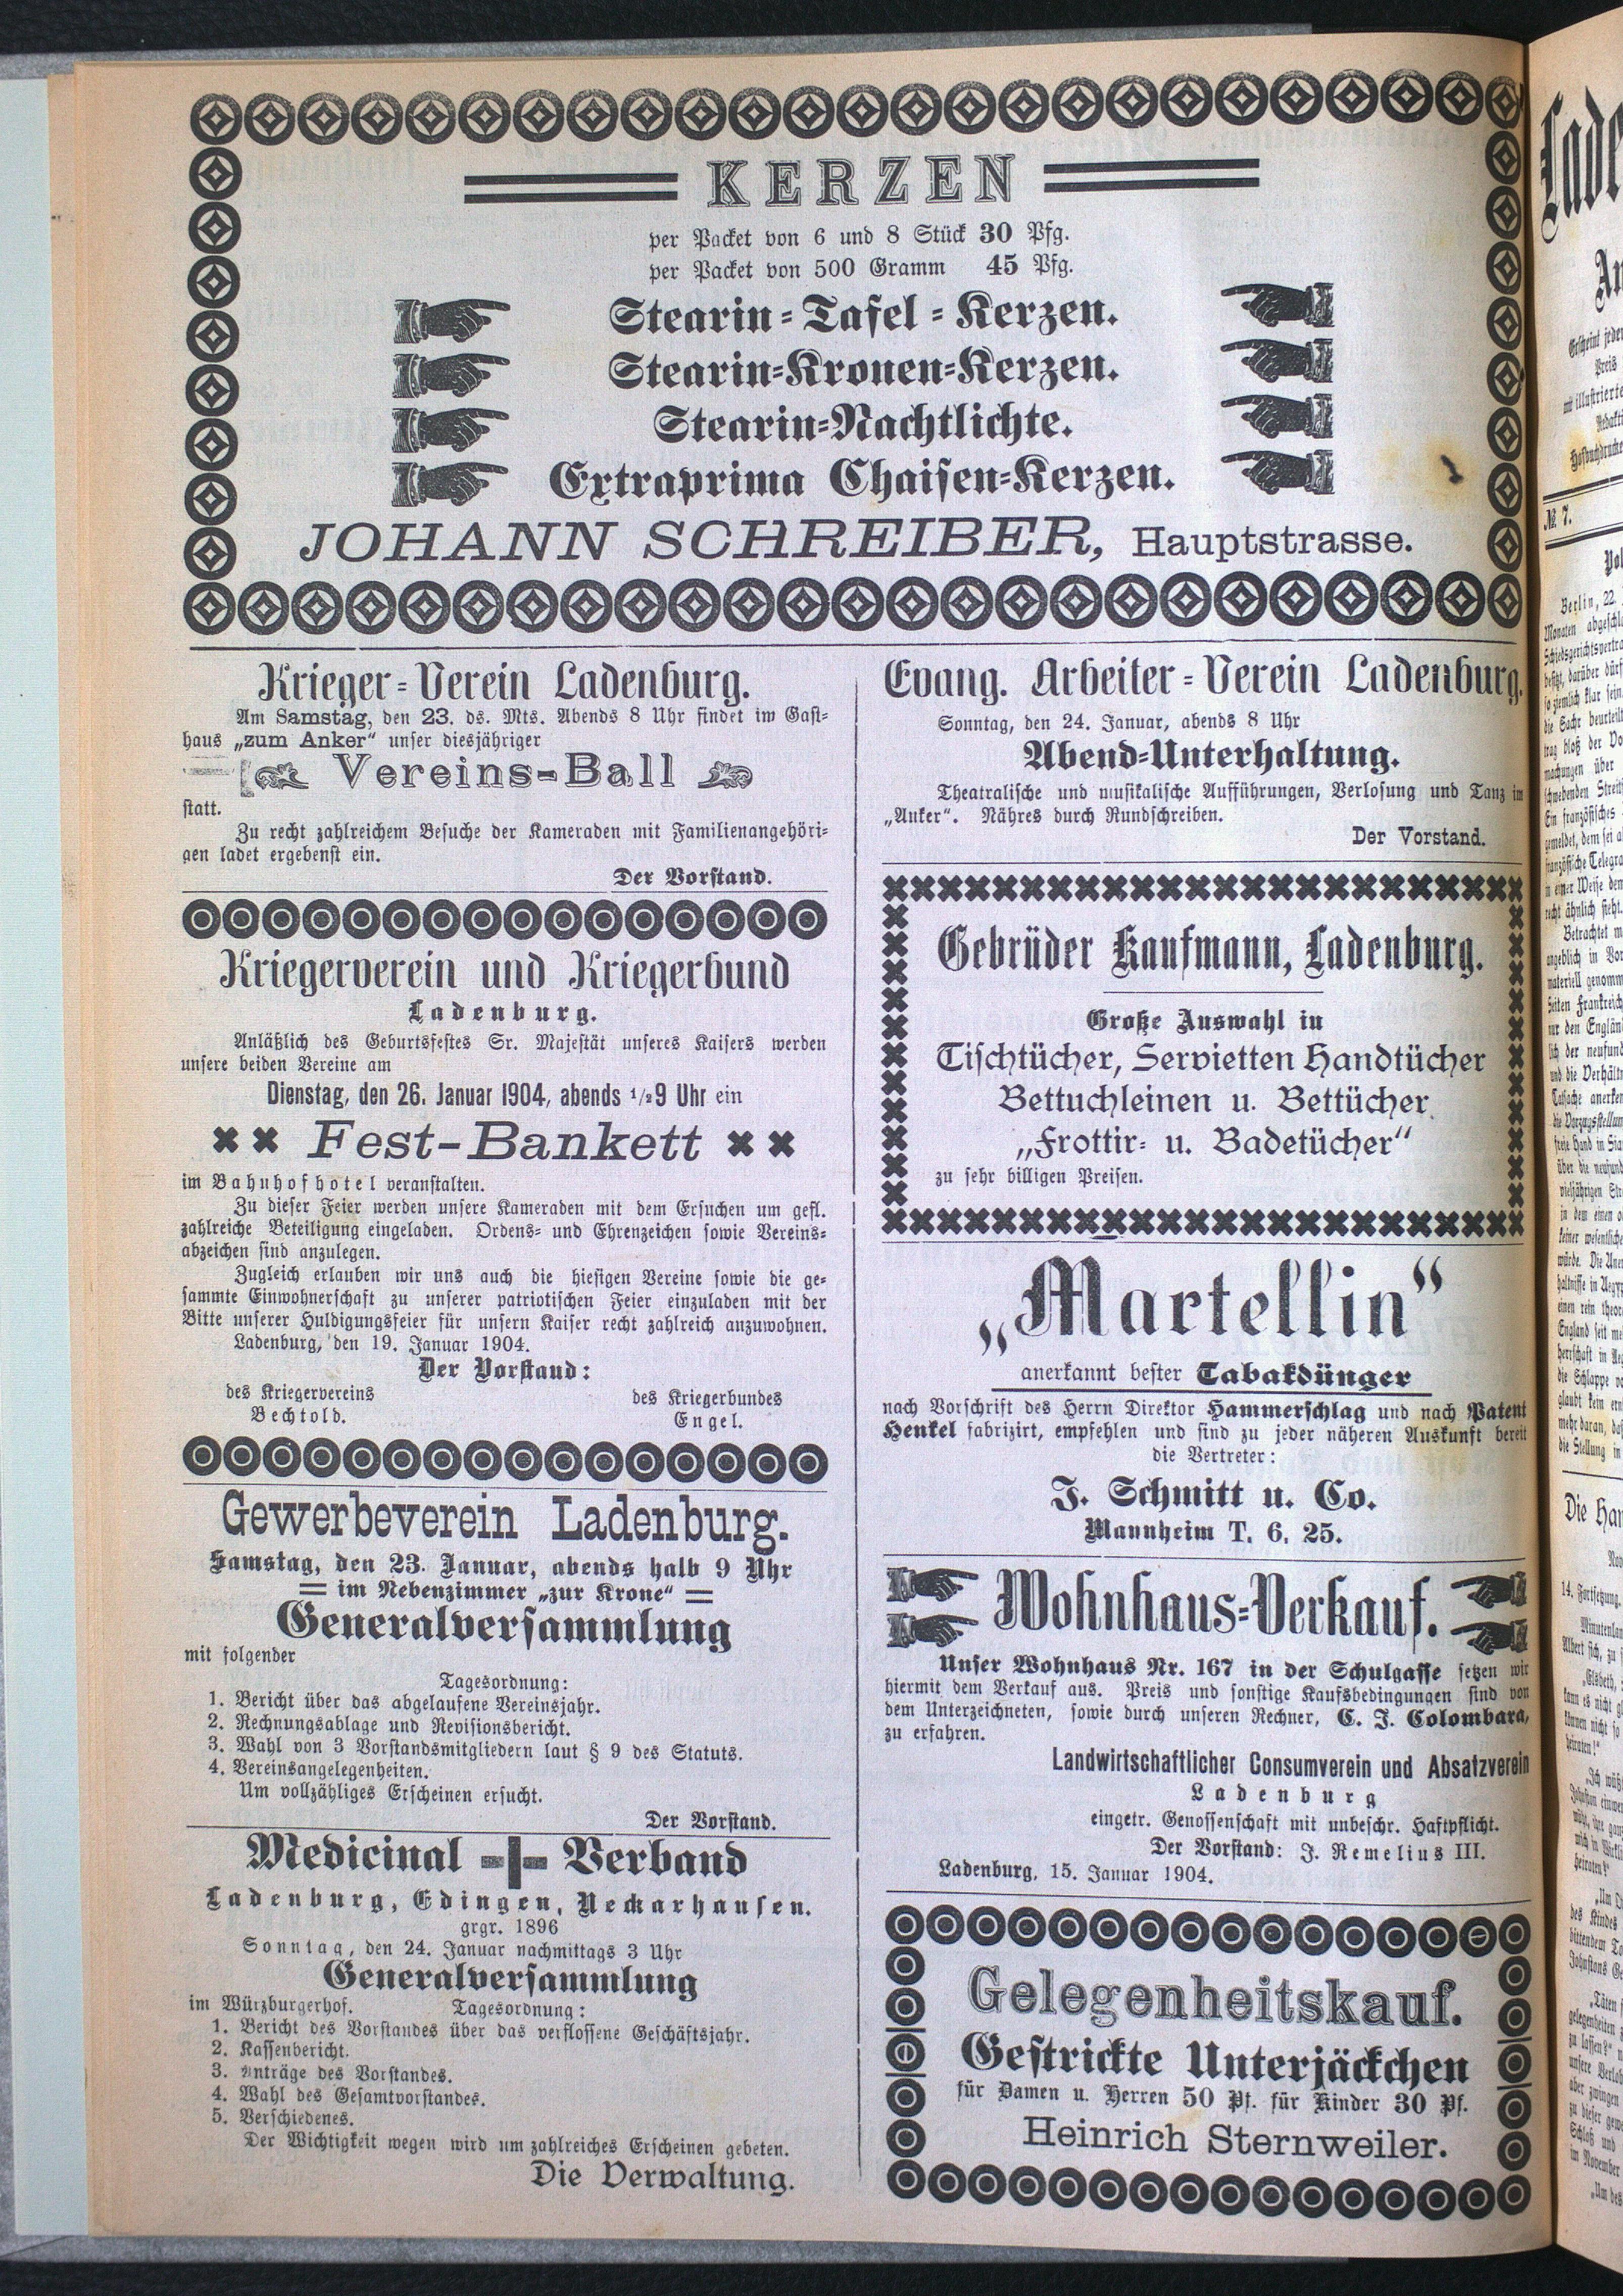 KERZEN
per Packet von 6 und 8 Stück 30 Pfg.
per Packet von 500 Gramm 45 Pfg.
Stearin=Tafel=Kerzen.
Stearin=Kronen=Kerzen.
Stearin=Nachtlichte.
Extraprima Chaisen=Kerzen.
JOHANN SCHREIBER, Hauptstrasse.
Krieger=Verein Ladenburg.
Am Samstag, den 23. ds. Mts. Abends 8 Uhr findet im Gast=
haus „zum Anker“ unser diesjähriger
Vereins-Ball
statt.
Zu recht zahlreichem Besuche der Kameraden mit Familienangehöri=
gen ladet ergebenst ein.
Der Vorstand.
Kriegerverein und Kriegerbund
Ladenburg.
Anläßlich des Geburtsfestes Sr. Majestät unseres Kaisers werden
unsere beiden Vereine am
Dienstag, den 26. Januar 1904, abends 1/2 9 Uhr ein
Fest-Bankett
im Bahnhofhotel veranstalten.
Zu dieser Feier werden unsere Kameraden mit dem Ersuchen um gefl.
zahlreiche Beteiligung eingeladen. Ordens= und Ehrenzeichen sowie Vereins=
abzeichen sind anzulegen.
Zugleich erlauben wir uns auch die hiesigen Vereine sowie die ge=
sammte Einwohnerschaft zu unserer patriotischen Feier einzuladen mit der
Bitte unserer Huldigungsfeier für unsern Kaiser recht zahlreich anzuwohnen.
Ladenburg, den 19. Januar 1904.
Der Vorstand:
des Kriegervereins des Kriegerbundes
Bechtold. Engel.
Gewerbeverein Ladenburg.
Samstag, den 23. Januar, abends halb 9 Uhr
im Nebenzimmer „zur Krone“
Generalversammlung
mit folgender
Tagesordnung:
1. Bericht über das abgelaufene Vereinsjahr.
2. Rechnungsablage und Revisionsbericht.
3. Wahl von 3 Vorstandsmitgliedern laut § 9 des Statuts.
4. Vereinsangelegenheiten.
Um vollzähliges Erscheinen ersucht.
Der Vorstand.
Medicinal Verband
Ladenburg, Edingen, Neckarhausen.
grgr. 1896
Sonntag, den 24. Januar nachmittags 3 Uhr
Generalversammlung
im Würzburgerhof. Tagesordnung:
1. Bericht des Vorstandes über das verflossene Geschäftsjahr.
2. Kassenbericht.
3. Anträge des Vorstandes.
4. Wahl des Gesamtvorstandes.
5. Verschiedenes.
Der Wichtigkeit wegen wird um zahlreiches Erscheinen gebeten.
Die Verwaltung.
Evang. Arbeiter=Verein Ladenburg.
Sonntag, den 24. Januar, abends 8 Uhr
Abend=Unterhaltung.
Theatralische und musikalische Aufführungen, Verlosung und Tanz im
„Anker“. Nähres durch Rundschreiben.
Der Vorstand.
Gebrüder Kaufmann, Ladenburg.
Große Auswahl in
Tischtücher, Servietten Handtücher
Bettuchleinen u. Bettücher
„Frottir= u. Badetücher“
zu sehr billigen Preisen.
„Martellin“
anerkannt bester Tabakdünger
nach Vorschrift des Herrn Direktor Hammerschlag und nach Patent
Henkel fabrizirt, empfehlen und sind zu jeder näheren Auskunft bereit
die Vertreter:
J. Schmitt u. Co.
Mannheim T. 6. 25.
Wohnhaus=Verkauf.
Unser Wohnhaus Nr. 167 in der Schulgasse setzen wir
hiermit dem Verkauf aus. Preis und sonstige Kaufsbedingungen sind von
dem Unterzeichneten, sowie durch unseren Rechner, C. J. Colombara,
zu erfahren.
Landwirtschaftlicher Consumverein und Absatzverein
Ladenburg
eingetr. Genossenschaft mit unbeschr. Haftpflicht.
Der Vorstand: J. Remelius III.
Ladenburg, 15. Januar 1904.
Gelegenheitskauf.
Gestrickte Unterjäckchen
für Damen u. Herren 50 Pf. für Kinder 30 Pf.
Heinrich Sternweiler.
№ 7.
Berlin, 22.